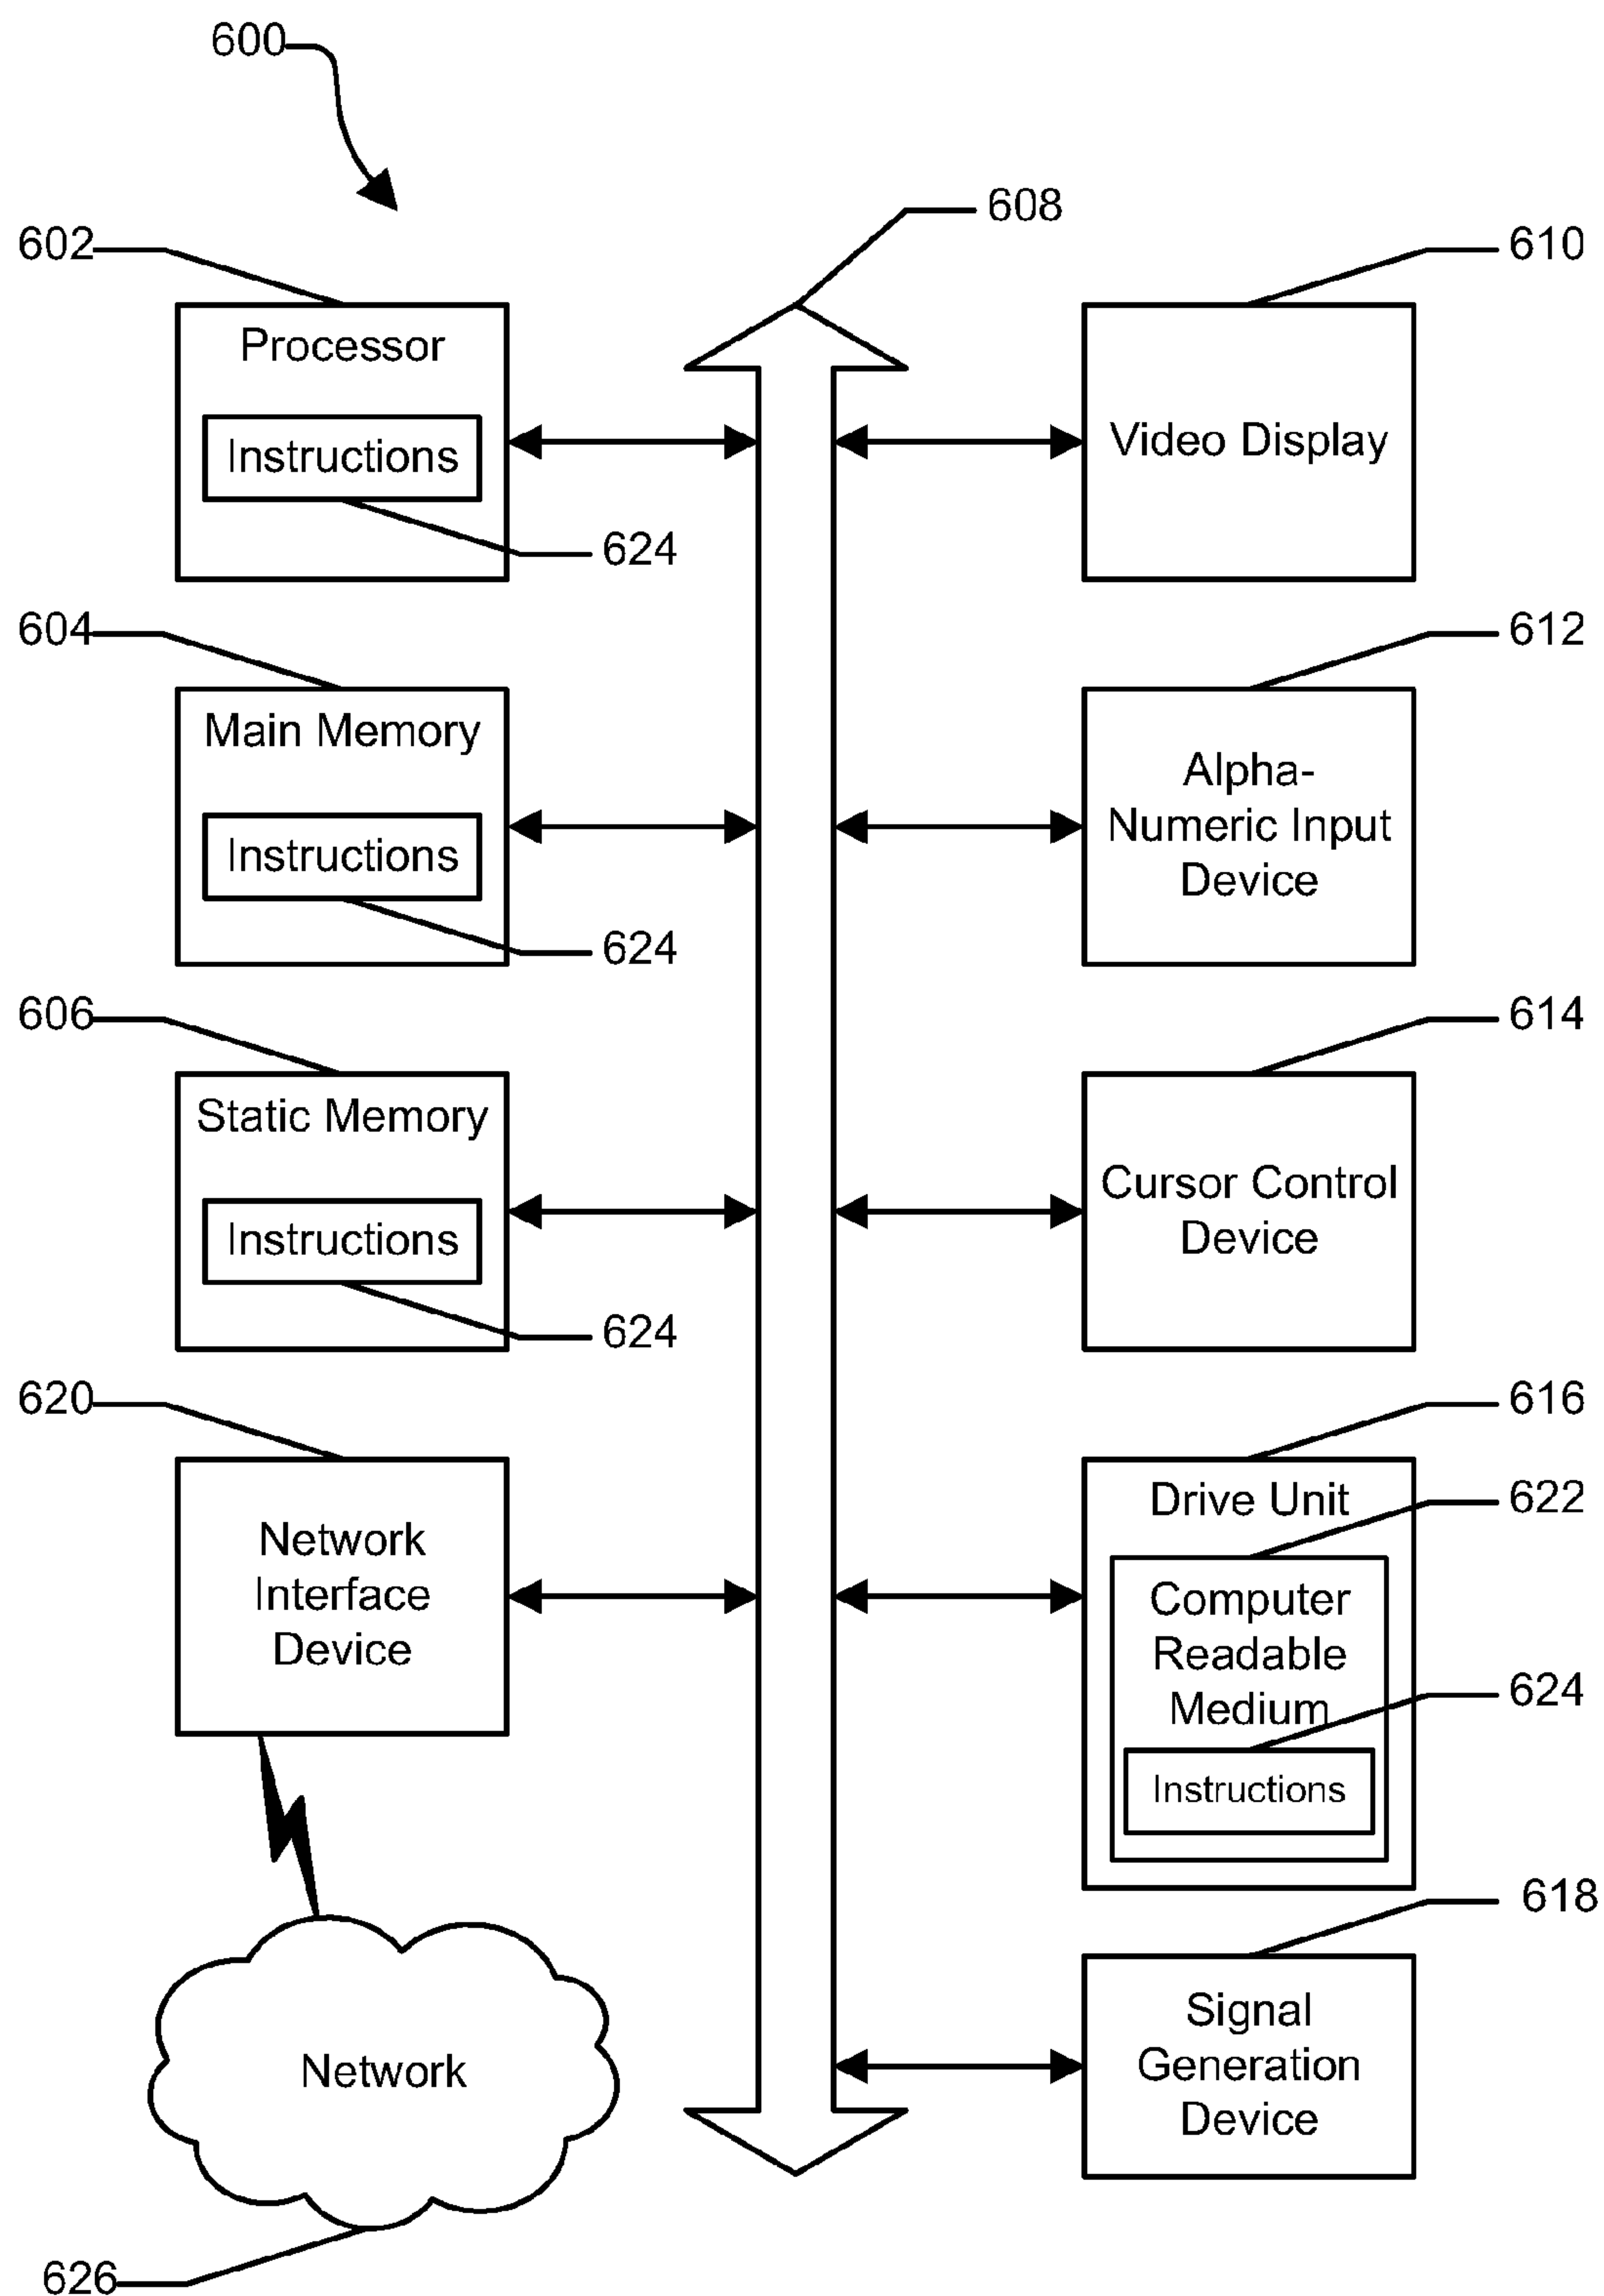 600
608
602
610
Processor
Instructions
Video Display
624
604
612
Main Memory
Instructions
Alpha-
Numeric Input
Device
624
606
614
Static Memory
Instructions
Cursor Control
Device
624
620
616
Network
Interface
Device
Drive Unit
622
Computer
Readable
Medium
624
Instructions
618
Signal
Generation
Device
Network
626